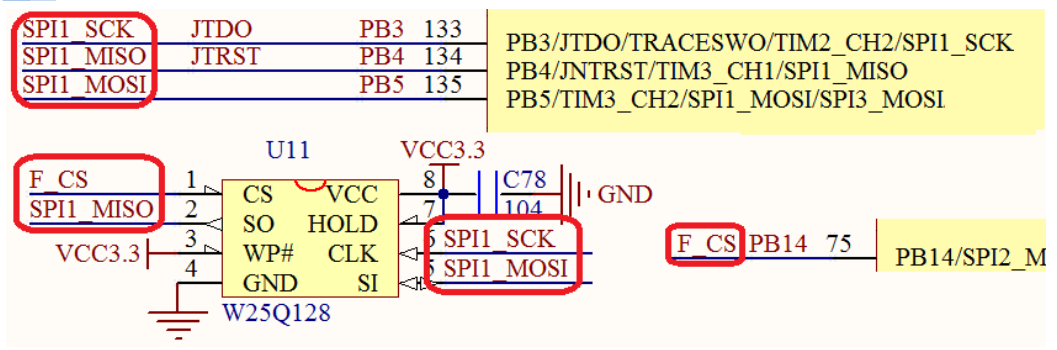 SPI1_SCK JTDO PB3 133
SPI1_MISO JTRST PB4 134
SPI1_MOSI PB5 135
PB3/JTDO/TRACESWO/TIM2_CH2/SPI1_SCK
PB4/JNTRST/TIM3_CH1/SPI1_MISO
PB5/TIM3_CH2/SPI1_MOSI/SPI3_MOSI
U11 VCC3.3
F_CS 1 CS VCC 8 C78
SPI1_MISO 2 SO HOLD 7 104 GND
VCC3.3 3 WP# CLK SPI1_SCK
4 GND SI SPI1_MOSI
W25Q128
F_CS PB14 75 PB14/SPI2_M